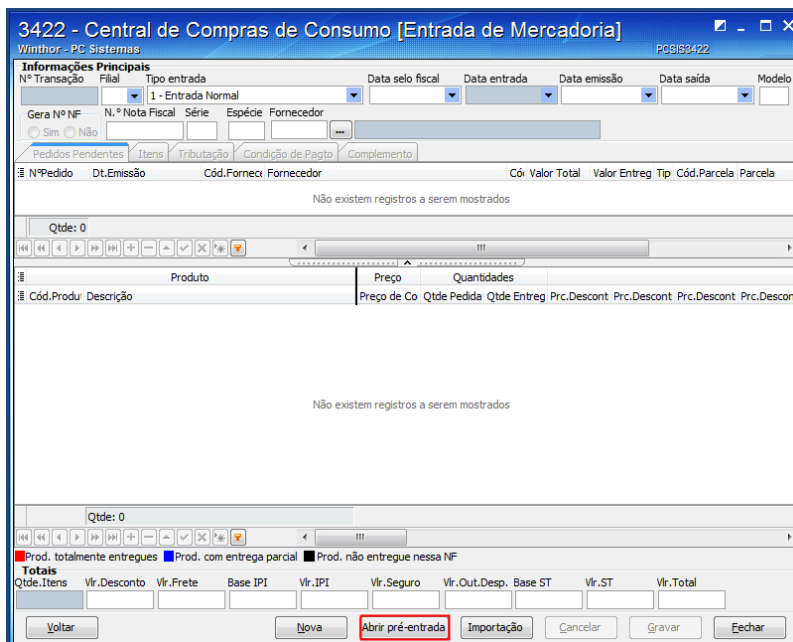 3422 - Central de Compras de Consumo [Entrada de Mercadoria]
Winthor - PC Sistemas PCSIS3422
Informações Principais
Nº Transação Filial Tipo entrada Data selo fiscal Data entrada Data emissão Data saída Modelo
1 - Entrada Normal
Gera Nº NF N.º Nota Fiscal Série Espécie Fornecedor
Sim Não ...
Pedidos Pendentes Itens Tributação Condição de Pagto Complemento
NºPedido Dt.Emissão Cód.Fornece Fornecedor Có Valor Total Valor Entreg Tip Cód.Parcela Parcela
Não existem registros a serem mostrados
Qtde: 0
Produto Preço Quantidades
Cód.Produ Descrição Preço de Co Qtde Pedida Qtde Entreg Prc.Descont Prc.Descont Prc.Descont Prc.Descon
Não existem registros a serem mostrados
Qtde: 0
Prod. totalmente entregues Prod. com entrega parcial Prod. não entregue nessa NF
Totais
Qtde.Itens Vlr.Desconto Vlr.Frete Base IPI Vlr.IPI Vlr.Seguro Vlr.Out.Desp. Base ST Vlr.ST Vlr.Total
Voltar Nova Abrir pré-entrada Importação Cancelar Gravar Fechar